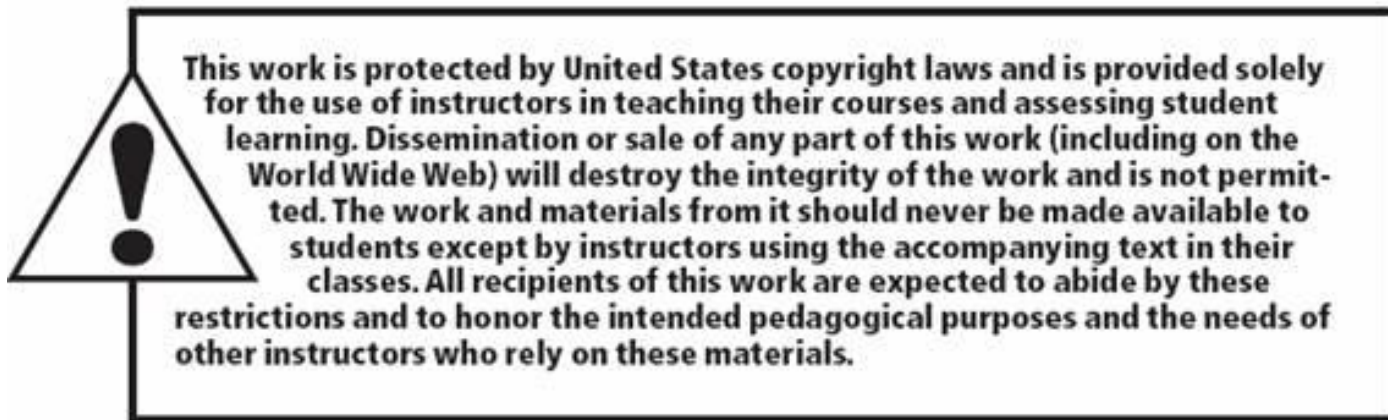 This work is protected by United States copyright laws and is provided solely
for the use of instructors in teaching their courses and assessing student
learning. Dissemination or sale of any part of this work (including on the
World Wide Web) will destroy the integrity of the work and is not permit-
ted. The work and materials from it should never be made available to
students except by instructors using the accompanying text in their
classes. All recipients of this work are expected to abide by these
restrictions and to honor the intended pedagogical purposes and the needs of
other instructors who rely on these materials.